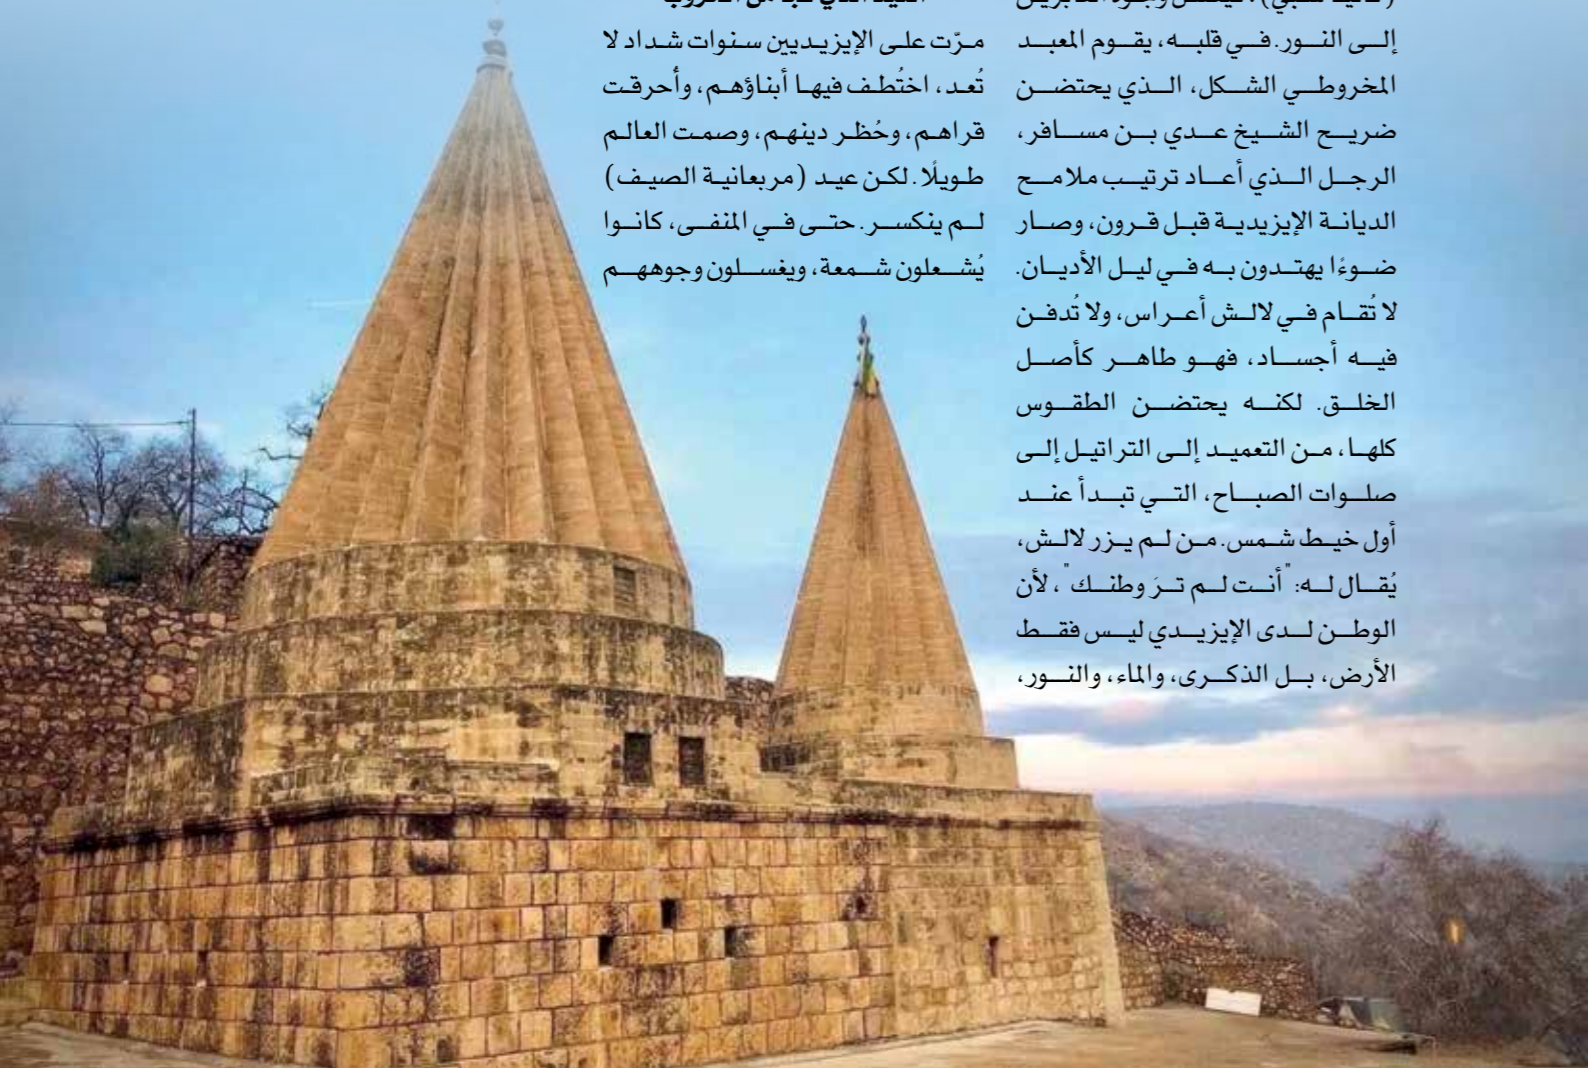 إلى النور. في قلبه، يقوم المعبد
المخروطي الشكل، الذي يحتضن
ضريح الشيخ عدي بن مسافر،
الرجل الذي أعاد ترتيب ملامح
الديانة الإيزيدية قبل قرون، وصار
ضوءًا يهتدون به في ليل الأديان.
لا تُقام في لالش أعراس، ولا تُدفن
فيه أجساد، فهو طاهر كأصل
الخلق. لكنه يحتضن الطقوس
كلها، من التعميد إلى التراتيل إلى
صلوات الصباح، التي تبدأ عند
أول خيط شمس. من لم يزر لالش،
يُقال له: "أنت لم ترَ وطنك"، لأن
الوطن لدى الإيزيدي ليس فقط
الأرض، بل الذكرى، والماء، والنور،
مرّت على الإيزيديين سنوات شداد لا
تُعد، اختُطف فيها أبناؤهم، وأحرقت
قراهم، وحُظر دينهم، وصمت العالم
طويلًا. لكن عيد (مربعانية الصيف)
لم ينكسر. حتى في المنفى، كانوا
يُشعلون شمعة، ويغسلون وجوههم